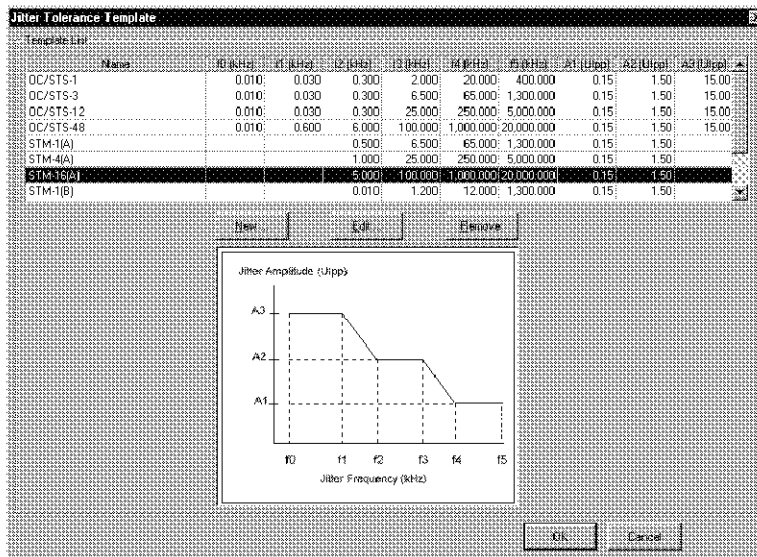 Jitter Tolerance Template
Template List
Name f0 (kHz) f1 (kHz) f2 (kHz) f3 (kHz) f4 (kHz) f5 (kHz) A1 (UIpp) A2 (UIpp) A3 (UIpp)
OC/STS-1 0.010 0.030 0.300 2.000 20.000 400.000 0.15 1.50 15.00
OC/STS-3 0.010 0.030 0.300 6.500 65.000 1,300.000 0.15 1.50 15.00
OC/STS-12 0.010 0.030 0.300 25.000 250.000 5,000.000 0.15 1.50 15.00
OC/STS-48 0.010 0.600 6.000 100.000 1,000.000 20,000.000 0.15 1.50 15.00
STM-1(A) 0.500 6.500 65.000 1,300.000 0.15 1.50
STM-4(A) 1.000 25.000 250.000 5,000.000 0.15 1.50
STM-16(A) 5.000 100.000 1,000.000 20,000.000 0.15 1.50
STM-1(B) 0.010 1.200 12.000 1,300.000 0.15 1.50
New... Edit... Remove
Jitter Amplitude (UIpp)
A3
A2
A1
f0 f1 f2 f3 f4 f5
Jitter Frequency (kHz)
OK Cancel